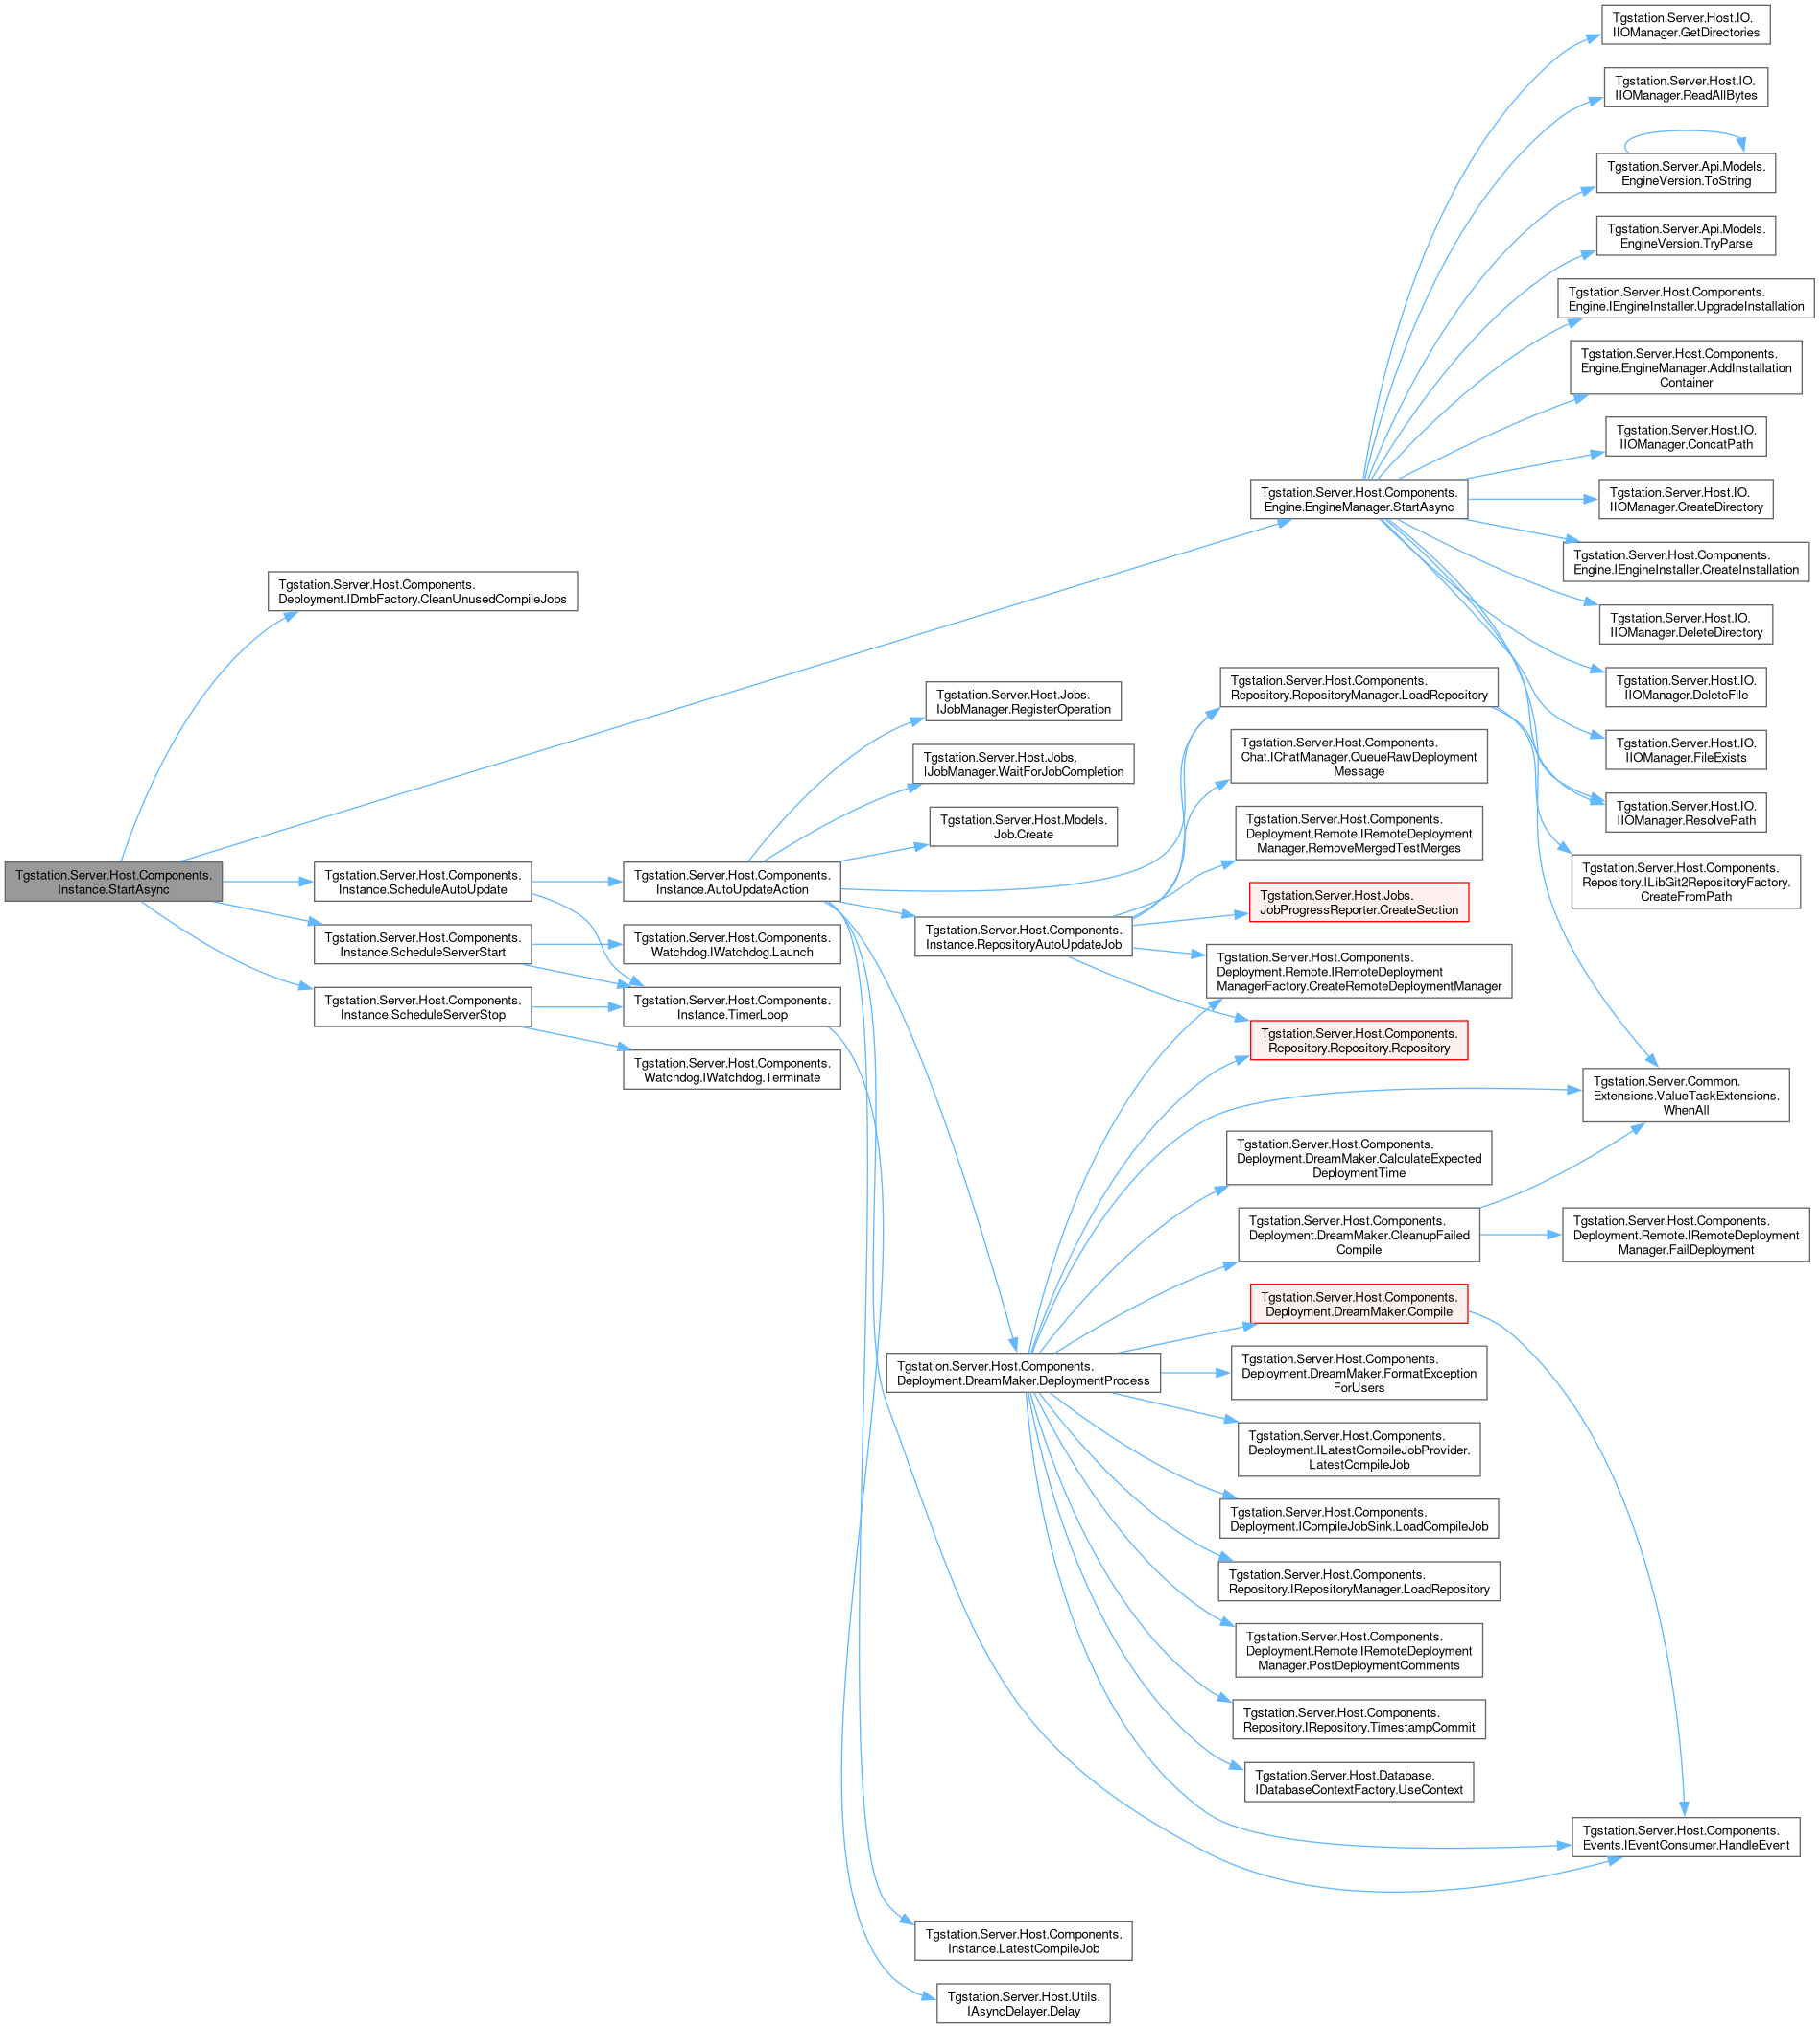 Tgstation.Server.Host.IO.
IIOManager.GetDirectories
Tgstation.Server.Host.IO.
IIOManager.ReadAllBytes
Tgstation.Server.Api.Models.
EngineVersion.ToString
Tgstation.Server.Api.Models.
EngineVersion.TryParse
Tgstation.Server.Host.Components.
Engine.IEngineInstaller.UpgradeInstallation
Tgstation.Server.Host.Components.
Engine.EngineManager.AddInstallation
Container
Tgstation.Server.Host.IO.
IIOManager.ConcatPath
Tgstation.Server.Host.Components.
Engine.EngineManager.StartAsync
Tgstation.Server.Host.IO.
IIOManager.CreateDirectory
Tgstation.Server.Host.Components.
Engine.IEngineInstaller.CreateInstallation
Tgstation.Server.Host.Components.
Deployment.IDmbFactory.CleanUnusedCompileJobs
Tgstation.Server.Host.IO.
IIOManager.DeleteDirectory
Tgstation.Server.Host.IO.
IIOManager.DeleteFile
Tgstation.Server.Host.Components.
Repository.RepositoryManager.LoadRepository
Tgstation.Server.Host.Jobs.
IJobManager.RegisterOperation
Tgstation.Server.Host.IO.
IIOManager.FileExists
Tgstation.Server.Host.Components.
Chat.IChatManager.QueueRawDeployment
Message
Tgstation.Server.Host.Jobs.
IJobManager.WaitForJobCompletion
Tgstation.Server.Host.IO.
IIOManager.ResolvePath
Tgstation.Server.Host.Models.
Job.Create
Tgstation.Server.Host.Components.
Deployment.Remote.IRemoteDeployment
Manager.RemoveMergedTestMerges
Tgstation.Server.Host.Components.
Repository.ILibGit2RepositoryFactory.
CreateFromPath
Tgstation.Server.Host.Components.
Instance.StartAsync
Tgstation.Server.Host.Components.
Instance.ScheduleAutoUpdate
Tgstation.Server.Host.Components.
Instance.AutoUpdateAction
Tgstation.Server.Host.Jobs.
JobProgressReporter.CreateSection
Tgstation.Server.Host.Components.
Instance.ScheduleServerStart
Tgstation.Server.Host.Components.
Watchdog.IWatchdog.Launch
Tgstation.Server.Host.Components.
Instance.RepositoryAutoUpdateJob
Tgstation.Server.Host.Components.
Deployment.Remote.IRemoteDeployment
ManagerFactory.CreateRemoteDeploymentManager
Tgstation.Server.Host.Components.
Instance.ScheduleServerStop
Tgstation.Server.Host.Components.
Instance.TimerLoop
Tgstation.Server.Host.Components.
Repository.Repository.Repository
Tgstation.Server.Host.Components.
Watchdog.IWatchdog.Terminate
Tgstation.Server.Common.
Extensions.ValueTaskExtensions.
WhenAll
Tgstation.Server.Host.Components.
Deployment.DreamMaker.CalculateExpected
DeploymentTime
Tgstation.Server.Host.Components.
Deployment.DreamMaker.CleanupFailed
Compile
Tgstation.Server.Host.Components.
Deployment.Remote.IRemoteDeployment
Manager.FailDeployment
Tgstation.Server.Host.Components.
Deployment.DreamMaker.Compile
Tgstation.Server.Host.Components.
Deployment.DreamMaker.DeploymentProcess
Tgstation.Server.Host.Components.
Deployment.DreamMaker.FormatException
ForUsers
Tgstation.Server.Host.Components.
Deployment.ILatestCompileJobProvider.
LatestCompileJob
Tgstation.Server.Host.Components.
Deployment.ICompileJobSink.LoadCompileJob
Tgstation.Server.Host.Components.
Repository.IRepositoryManager.LoadRepository
Tgstation.Server.Host.Components.
Deployment.Remote.IRemoteDeployment
Manager.PostDeploymentComments
Tgstation.Server.Host.Components.
Repository.IRepository.TimestampCommit
Tgstation.Server.Host.Database.
IDatabaseContextFactory.UseContext
Tgstation.Server.Host.Components.
Events.IEventConsumer.HandleEvent
Tgstation.Server.Host.Components.
Instance.LatestCompileJob
Tgstation.Server.Host.Utils.
IAsyncDelayer.Delay